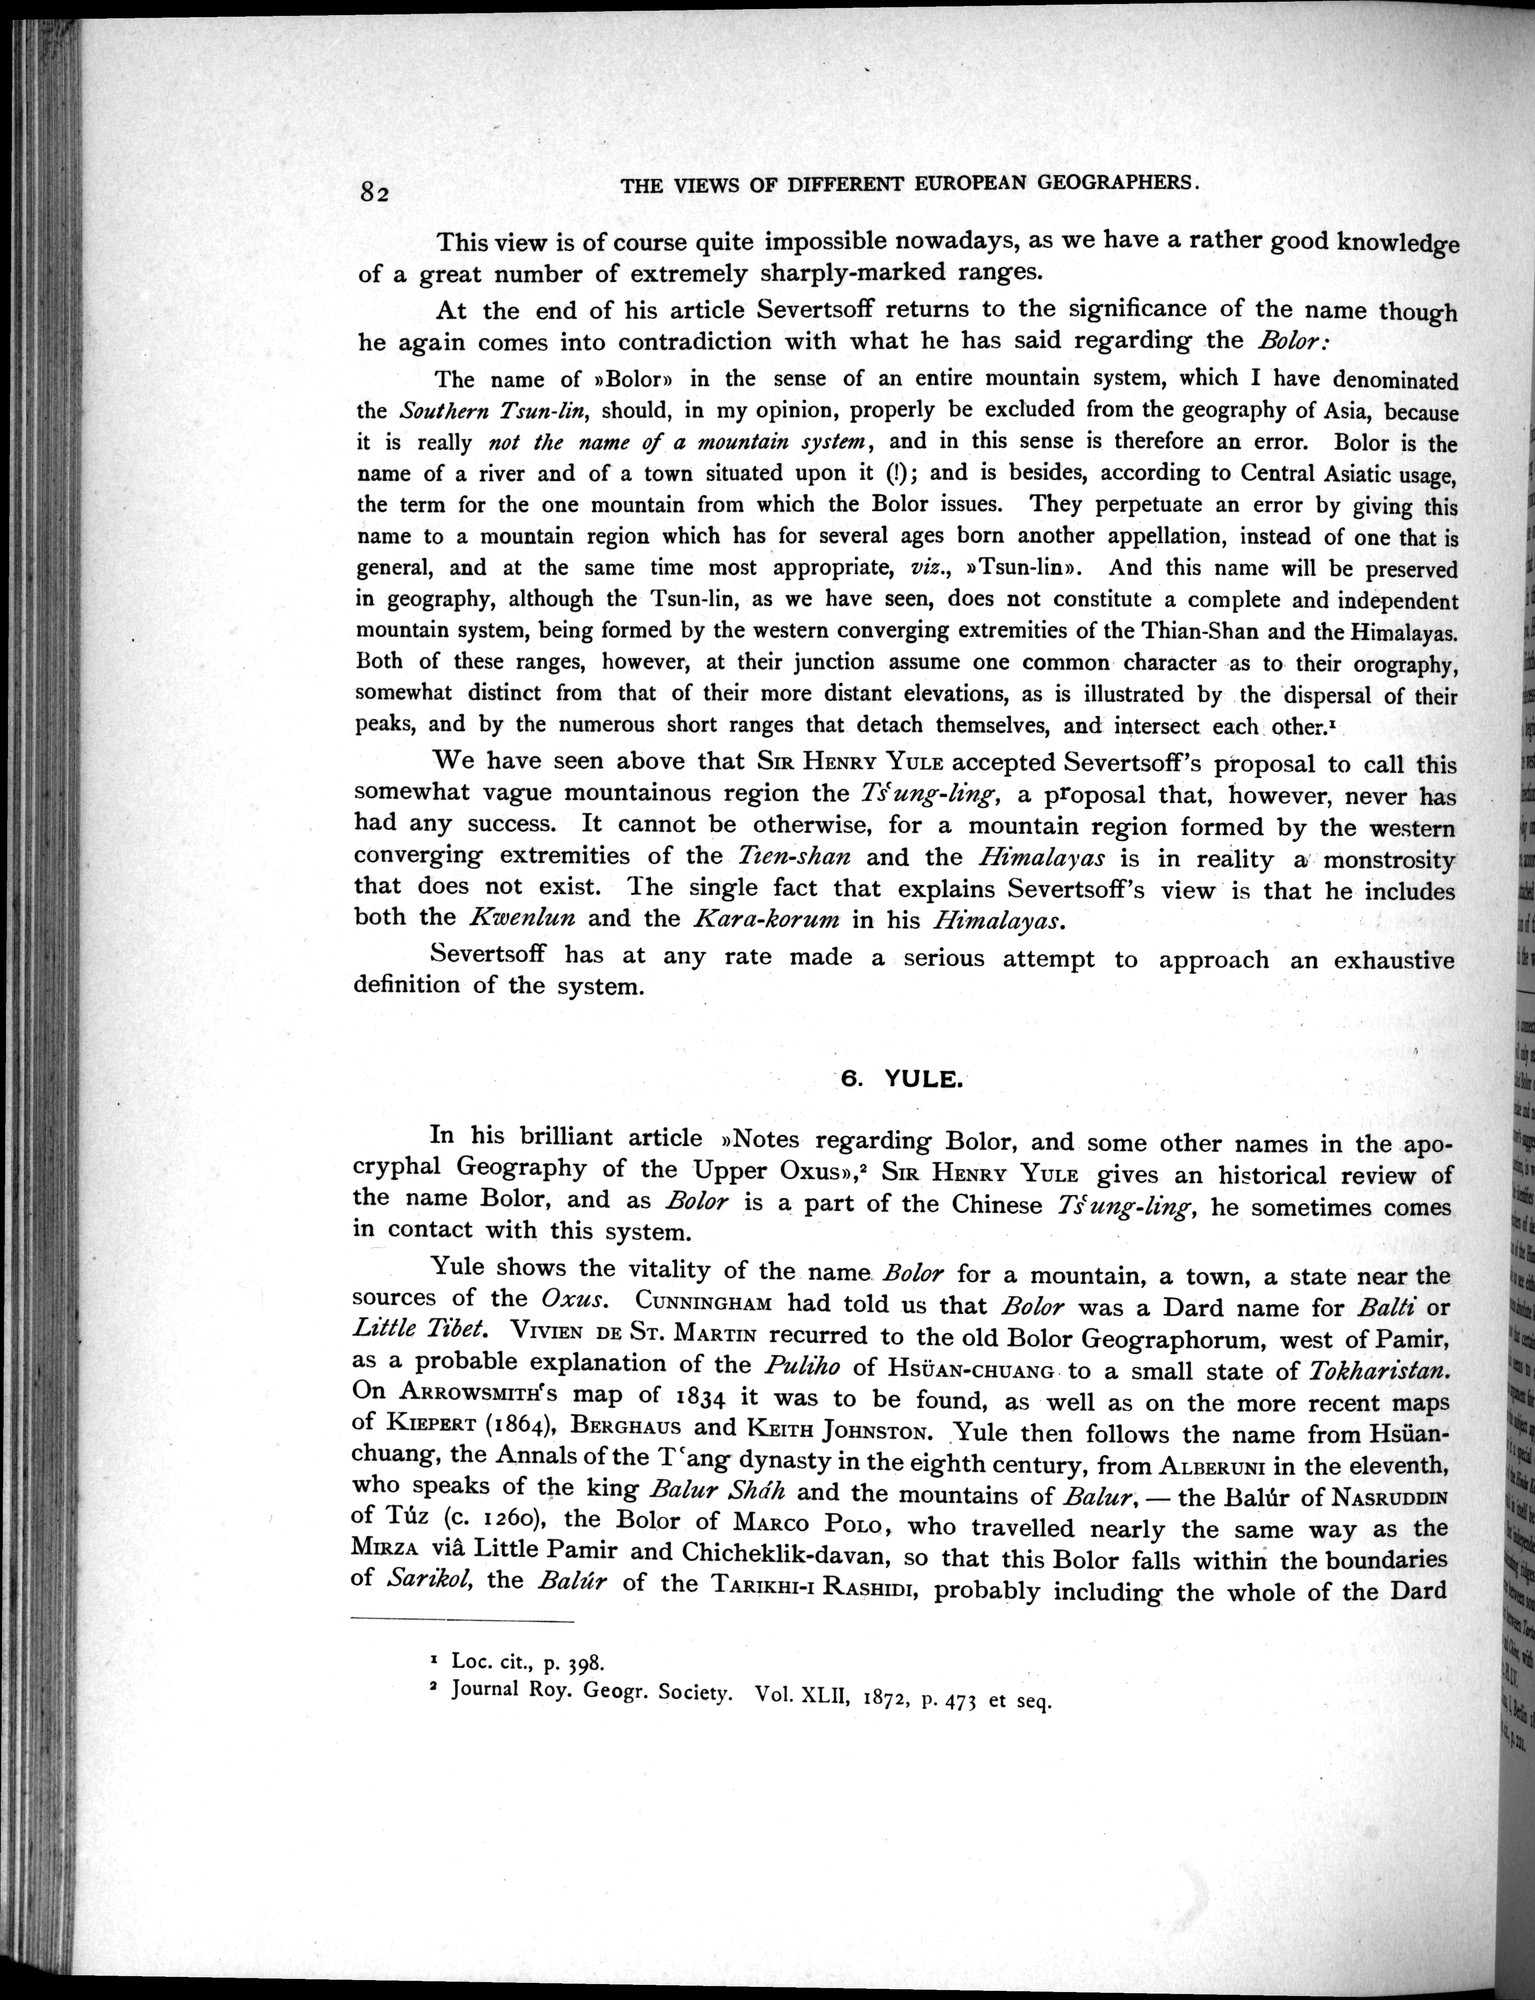 82
THE VIEWS OF DIFFERENT EUROPEAN GEOGRAPHERS.
This view is of course quite impossible nowadays, as we have a rather good knowledge
of a great number of extremely sharply-marked ranges.
At the end of his article Severtsoff returns to the significance of the name though
he again comes into contradiction with what he has said regarding the Bolor:
The name of »Bolor» in the sense of an entire mountain system, which I have denominated
the Southern Tsun-lin, should, in my opinion, properly be excluded from the geography of Asia, because
it is really not the name of a mountain system, and in this sense is therefore an error. Bolor is the
name of a river and of a town situated upon it (!); and is besides, according to Central Asiatic usage,
the term for the one mountain from which the Bolor issues. They perpetuate an error by giving this
name to a mountain region which has for several ages born another appellation, instead of one that is
general, and at the same time most appropriate, viz., »Tsun-lin». And this name will be preserved
in geography, although the Tsun-lin, as we have seen, does not constitute a complete and independent
mountain system, being formed by the western converging extremities of the Thian-Shan and the Himalayas.
Both of these ranges, however, at their junction assume one common character as to their orography,
somewhat distinct from that of their more distant elevations, as is illustrated by the dispersal of their
peaks, and by the numerous short ranges that detach themselves, and intersect each other.¹
We have seen above that SIR HENRY YULE accepted Severtsoff's proposal to call this
somewhat vague mountainous region the Tsʿung-ling, a proposal that, however, never has
had any success. It cannot be otherwise, for a mountain region formed by the western
converging extremities of the Tien-shan and the Himalayas is in reality a monstrosity
that does not exist. The single fact that explains Severtsoff's view is that he includes
both the Kwenlun and the Kara-korum in his Himalayas.
Severtsoff has at any rate made a serious attempt to approach an exhaustive
definition of the system.
6. YULE.
In his brilliant article »Notes regarding Bolor, and some other names in the apo-
cryphal Geography of the Upper Oxus»,² SIR HENRY YULE gives an historical review of
the name Bolor, and as Bolor is a part of the Chinese Tsʿung-ling, he sometimes comes
in contact with this system.
Yule shows the vitality of the name Bolor for a mountain, a town, a state near the
sources of the Oxus. CUNNINGHAM had told us that Bolor was a Dard name for Balti or
Little Tibet. VIVIEN DE ST. MARTIN recurred to the old Bolor Geographorum, west of Pamir,
as a probable explanation of the Puliho of HSÜAN-CHUANG to a small state of Tokharistan.
On ARROWSMITH'S map of 1834 it was to be found, as well as on the more recent maps
of KIEPERT (1864), BERGHAUS and KEITH JOHNSTON. Yule then follows the name from Hsüan-
chuang, the Annals of the Tʿang dynasty in the eighth century, from ALBERUNI in the eleventh,
who speaks of the king Balur Sháh and the mountains of Balur, — the Balúr of NASRUDDIN
of Túz (c. 1260), the Bolor of MARCO POLO, who travelled nearly the same way as the
MIRZA viâ Little Pamir and Chicheklik-davan, so that this Bolor falls within the boundaries
of Sarikol, the Balúr of the TARIKHI-I RASHIDI, probably including the whole of the Dard
¹ Loc. cit., p. 398.
² Journal Roy. Geogr. Society. Vol. XLII, 1872, p. 473 et seq.